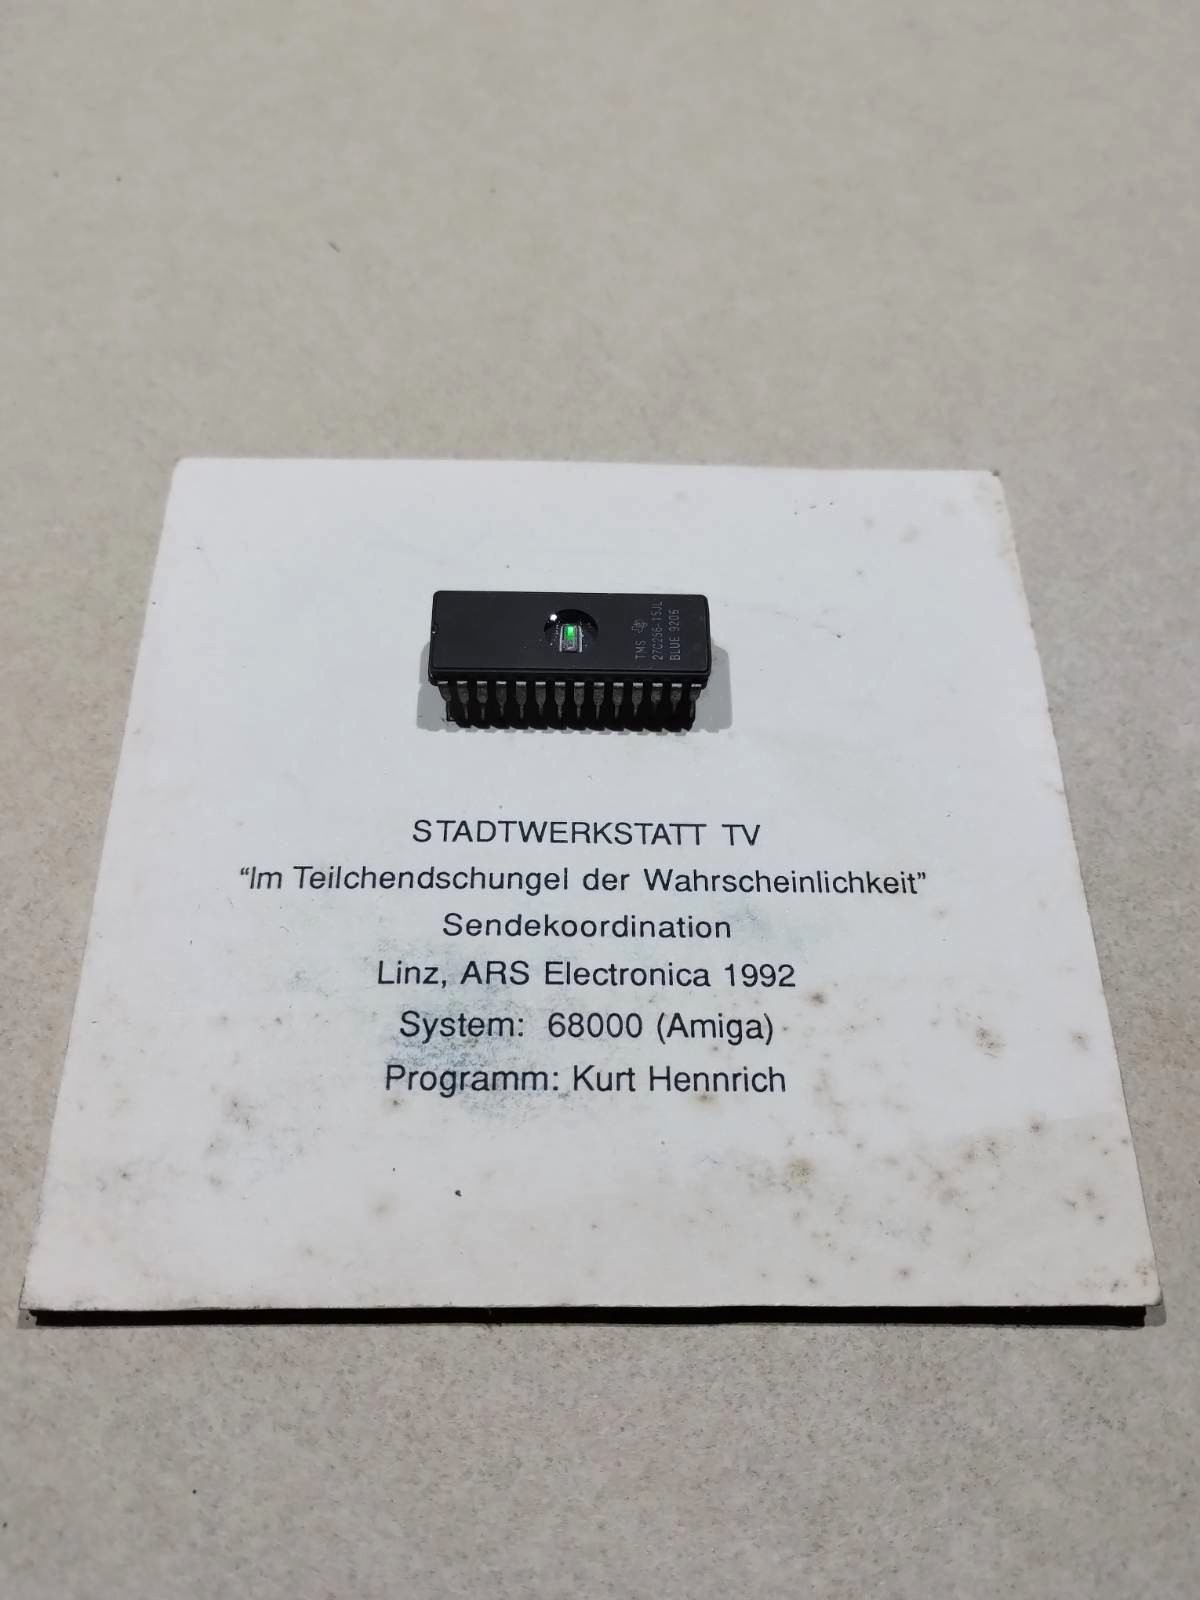 TMS
27C256-15JL
BLUE 9206
STADTWERKSTATT TV
“Im Teilchendschungel der Wahrscheinlichkeit”
Sendekoordination
Linz, ARS Electronica 1992
System: 68000 (Amiga)
Programm: Kurt Hennrich